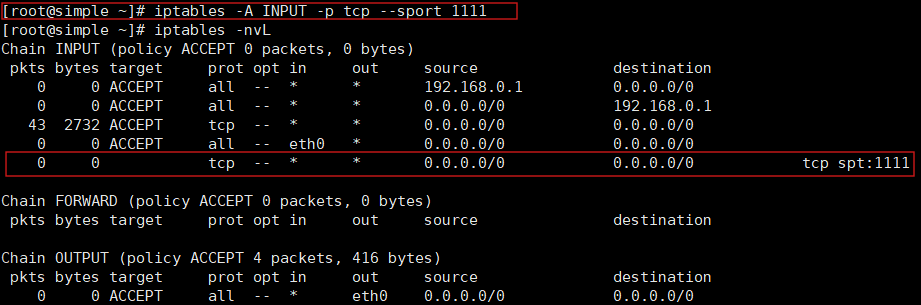 [root@simple ~]# iptables -A INPUT -p tcp --sport 1111
[root@simple ~]# iptables -nvL
Chain INPUT (policy ACCEPT 0 packets, 0 bytes)
 pkts bytes target     prot opt in     out     source               destination
    0     0 ACCEPT     all  --  *      *       192.168.0.1          0.0.0.0/0
    0     0 ACCEPT     all  --  *      *       0.0.0.0/0            192.168.0.1
   43  2732 ACCEPT     tcp  --  *      *       0.0.0.0/0            0.0.0.0/0
    0     0 ACCEPT     all  --  eth0   *       0.0.0.0/0            0.0.0.0/0
    0     0            tcp  --  *      *       0.0.0.0/0            0.0.0.0/0            tcp spt:1111
Chain FORWARD (policy ACCEPT 0 packets, 0 bytes)
 pkts bytes target     prot opt in     out     source               destination
Chain OUTPUT (policy ACCEPT 4 packets, 416 bytes)
 pkts bytes target     prot opt in     out     source               destination
    0     0 ACCEPT     all  --  *      eth0    0.0.0.0/0            0.0.0.0/0